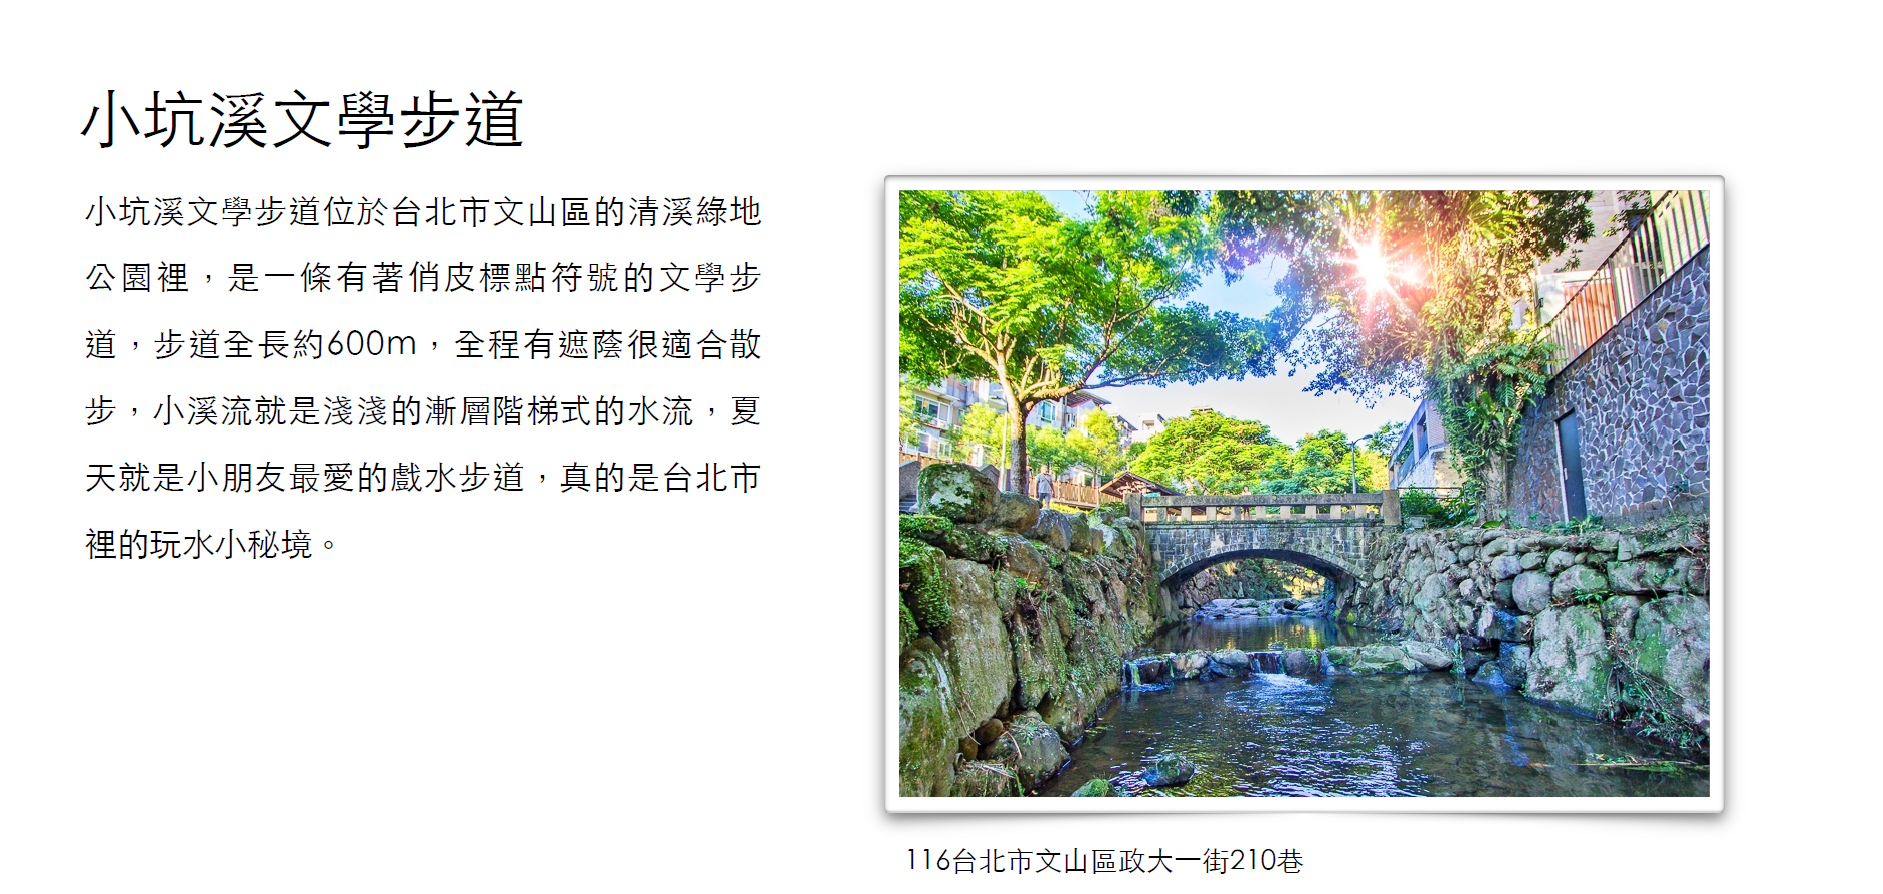 小坑溪文學步道
小坑溪文學步道位於台北市文山區的清溪綠地
公園裡，是一條有著俏皮標點符號的文學步
道，步道全長約600m，全程有遮蔭很適合散
步，小溪流就是淺淺的漸層階梯式的水流，夏
天就是小朋友最愛的戲水步道，真的是台北市
裡的玩水小秘境。
116台北市文山區政大一街210巷